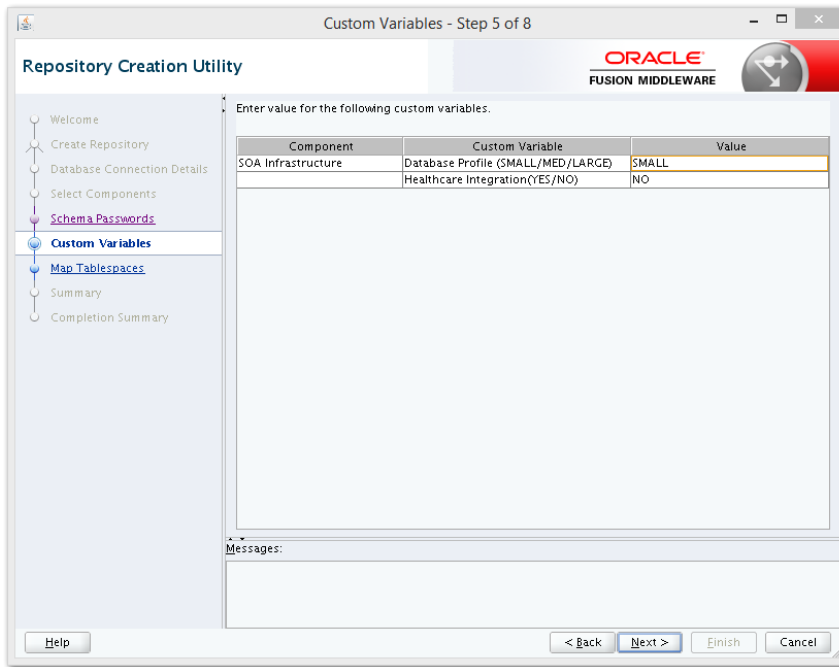 Custom Variables - Step 5 of 8
Repository Creation Utility
ORACLE
FUSION MIDDLEWARE
Welcome
Create Repository
Database Connection Details
Select Components
Schema Passwords
Custom Variables
Map Tablespaces
Summary
Completion Summary
Enter value for the following custom variables.
Component Custom Variable Value
SOA Infrastructure Database Profile (SMALL/MED/LARGE) SMALL
Healthcare Integration(YES/NO) NO
Messages:
Help < Back Next > Finish Cancel